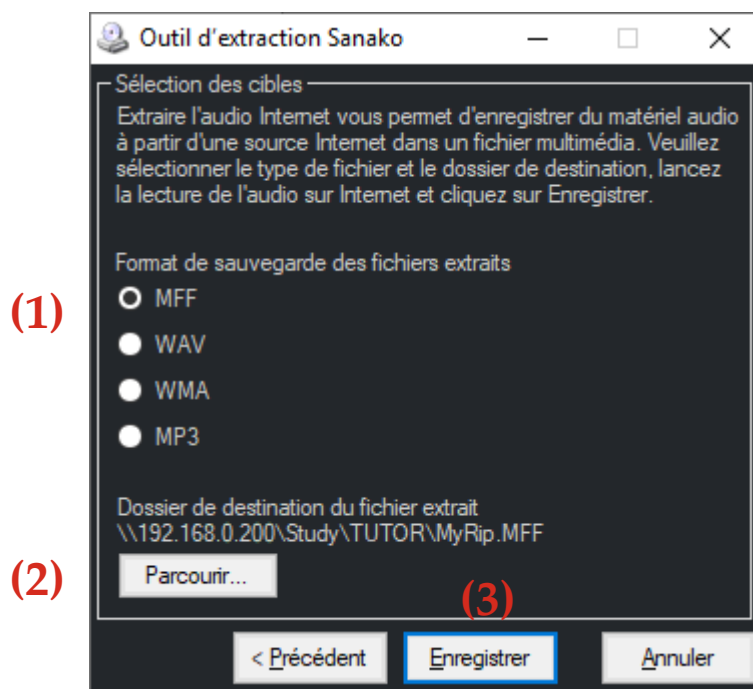 Outil d'extraction Sanako
Sélection des cibles
Extraire l'audio Internet vous permet d'enregistrer du matériel audio
à partir d'une source Internet dans un fichier multimédia. Veuillez
sélectionner le type de fichier et le dossier de destination, lancez
la lecture de l'audio sur Internet et cliquez sur Enregistrer.
Format de sauvegarde des fichiers extraits
(1)
MFF
WAV
WMA
MP3
Dossier de destination du fichier extrait
\\192.168.0.200\Study\TUTOR\MyRip.MFF
(2)
Parcourir...
(3)
< Précédent
Enregistrer
Annuler